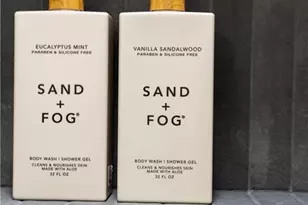 EUCALYPTUS MINT
PARABEN & SILICONE FREE
SAND
+
FOG®
BODY WASH | SHOWER GEL
CLEANS & NOURISHES SKIN
MADE WITH ALOE
32 FL OZ
VANILLA SANDALWOOD
PARABEN & SILICONE FREE
SAND
+
FOG®
BODY WASH | SHOWER GEL
CLEANS & NOURISHES SKIN
MADE WITH ALOE
32 FL OZ